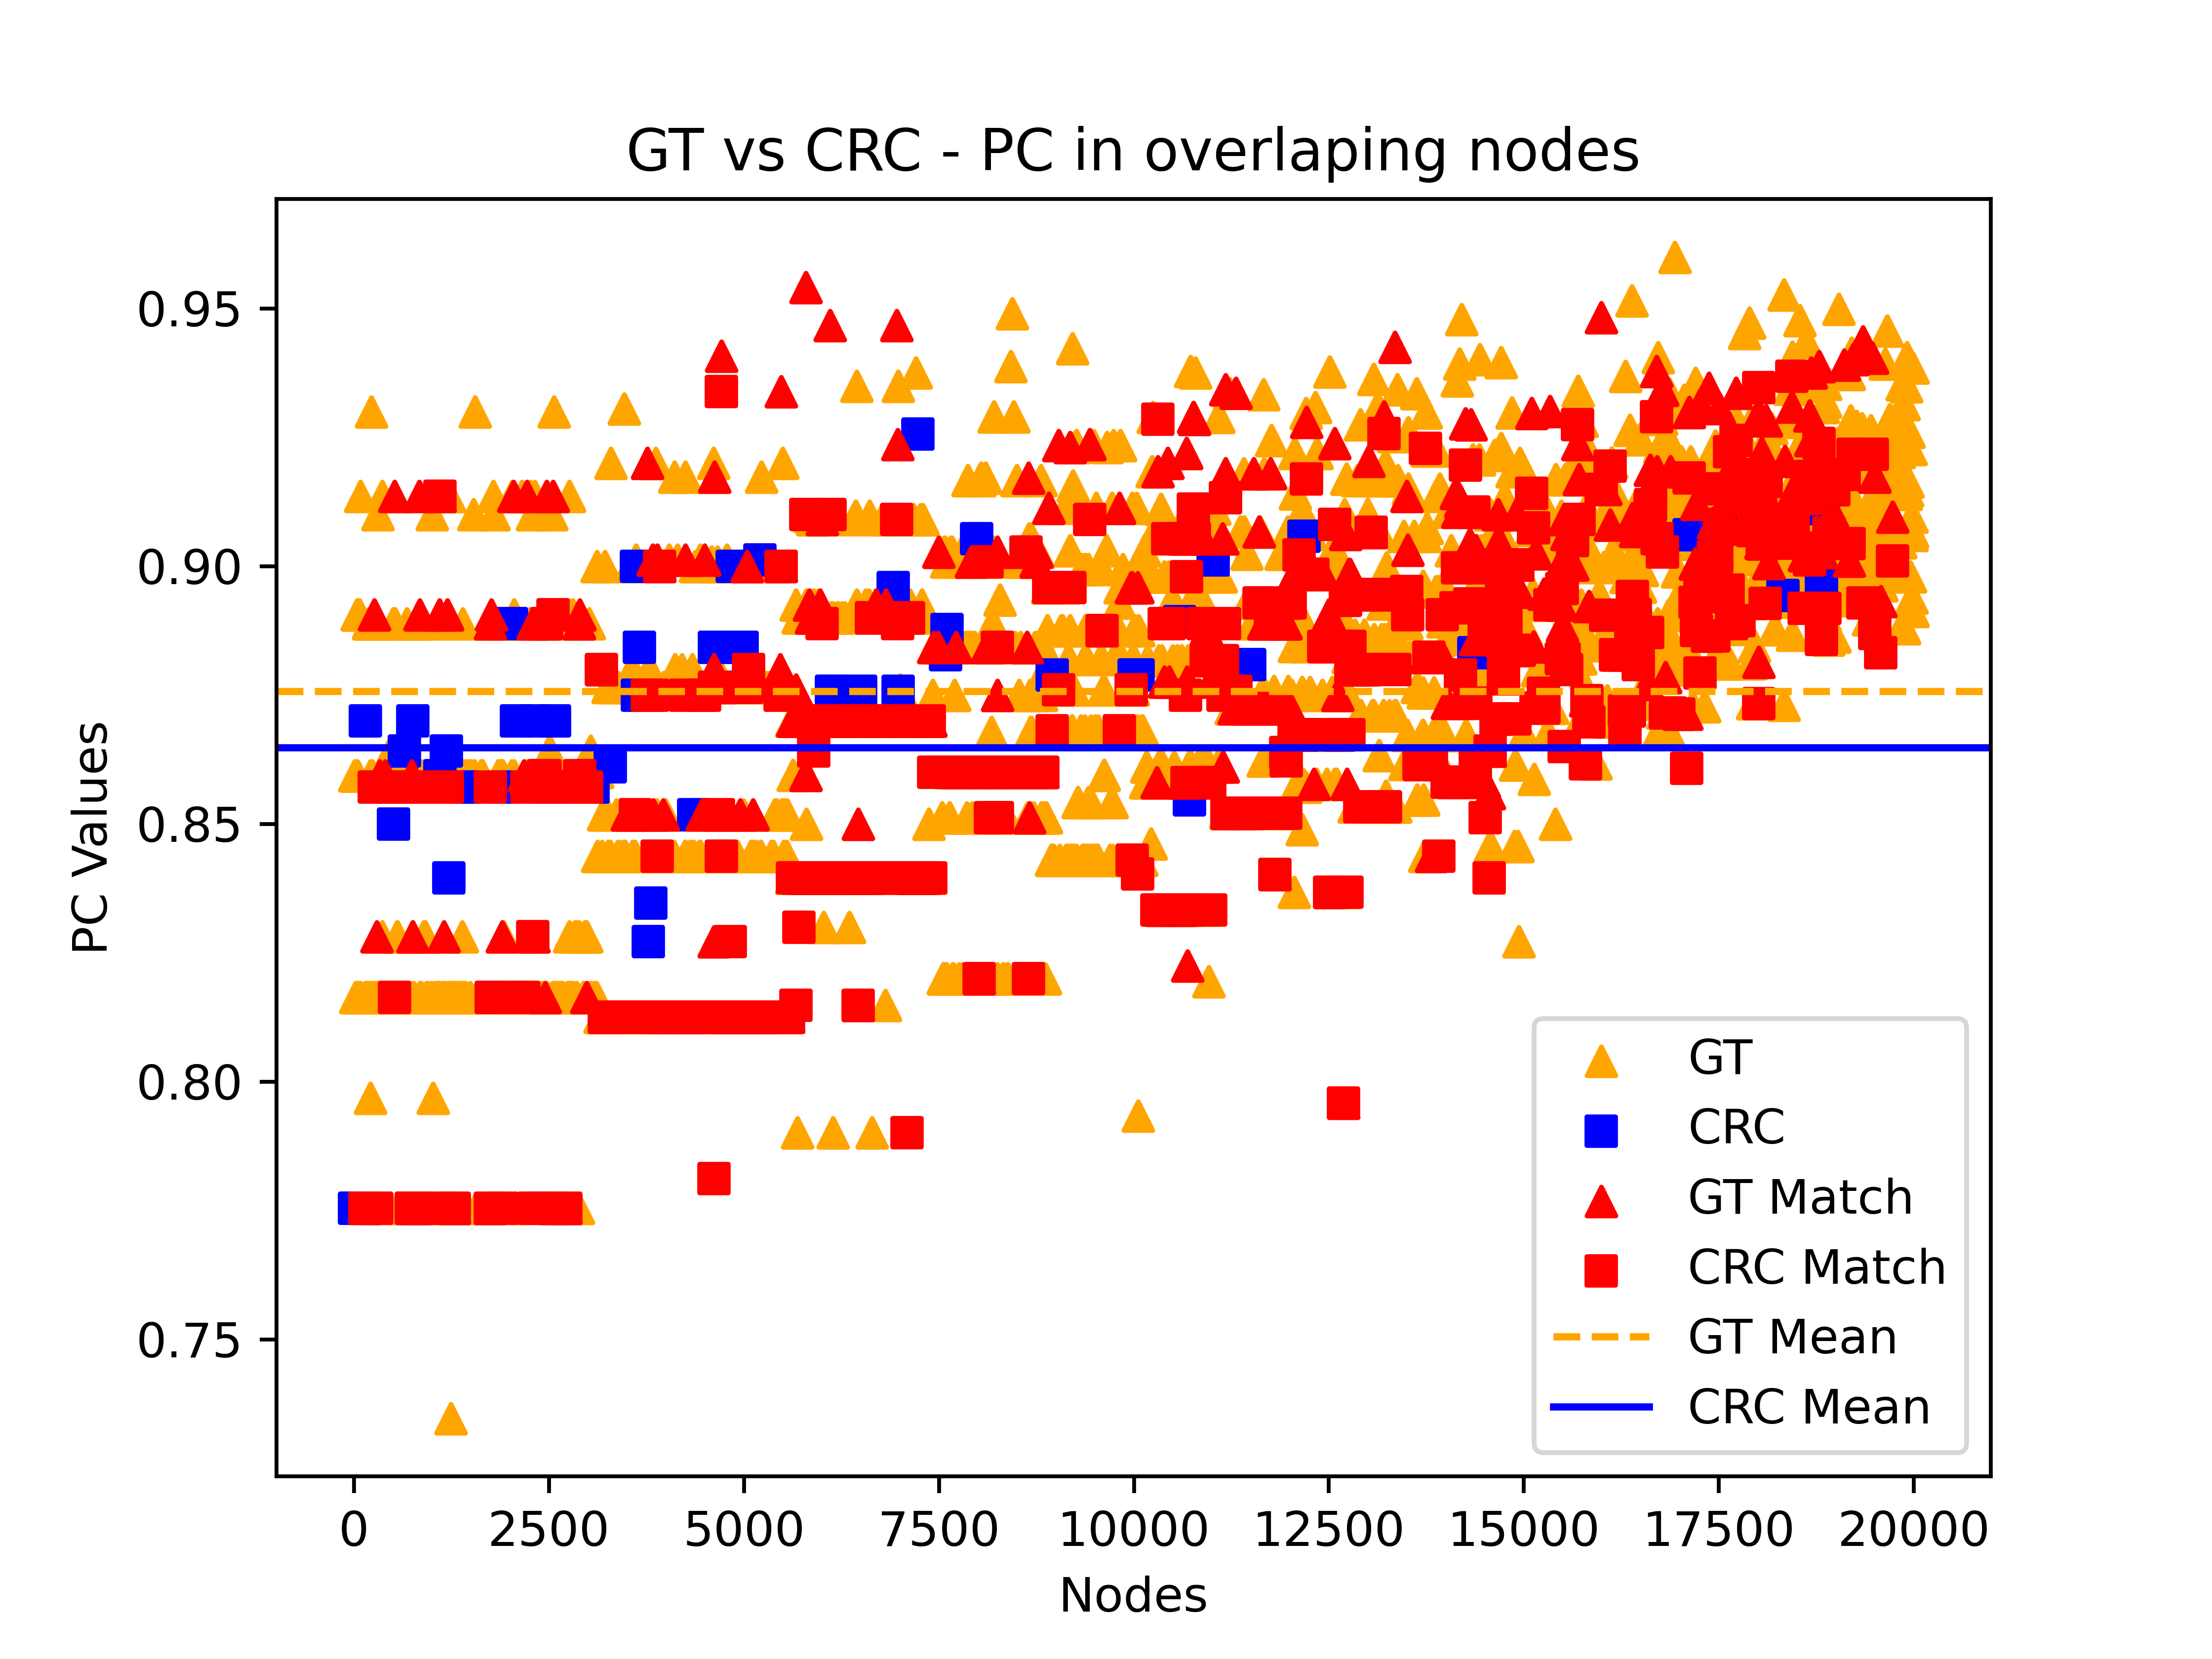 GT vs CRC - PC in overlaping nodes
PC Values
0.95
0.90
0.85
0.80
0.75
GT
CRC
GT Match
CRC Match
GT Mean
CRC Mean
0 2500 5000 7500 10000 12500 15000 17500 20000
Nodes